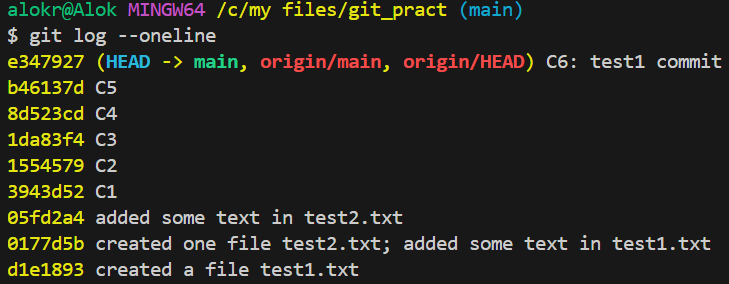 alokr@Alok MINGW64 /c/my files/git_pract (main)
$ git log --oneline
e347927 (HEAD -> main, origin/main, origin/HEAD) C6: test1 commit
b46137d C5
8d523cd C4
1da83f4 C3
1554579 C2
3943d52 C1
05fd2a4 added some text in test2.txt
0177d5b created one file test2.txt; added some text in test1.txt
d1e1893 created a file test1.txt